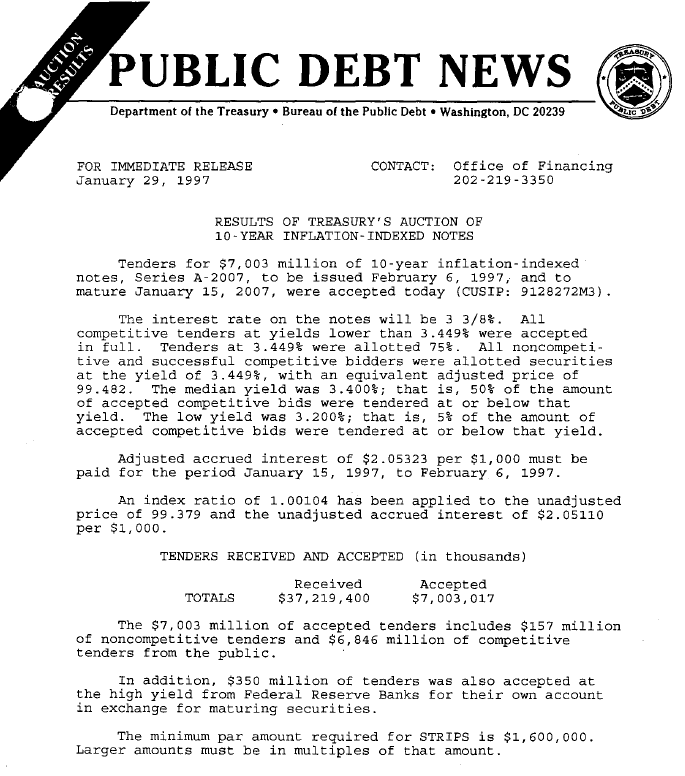 AUCTION
RESULTS
PUBLIC DEBT NEWS
TREASURY
PUBLIC DEBT
Department of the Treasury • Bureau of the Public Debt • Washington, DC 20239
FOR IMMEDIATE RELEASE CONTACT: Office of Financing
January 29, 1997 202-219-3350
RESULTS OF TREASURY'S AUCTION OF
10-YEAR INFLATION-INDEXED NOTES
Tenders for $7,003 million of 10-year inflation-indexed
notes, Series A-2007, to be issued February 6, 1997, and to
mature January 15, 2007, were accepted today (CUSIP: 9128272M3).
The interest rate on the notes will be 3 3/8%. All
competitive tenders at yields lower than 3.449% were accepted
in full. Tenders at 3.449% were allotted 75%. All noncompeti-
tive and successful competitive bidders were allotted securities
at the yield of 3.449%, with an equivalent adjusted price of
99.482. The median yield was 3.400%; that is, 50% of the amount
of accepted competitive bids were tendered at or below that
yield. The low yield was 3.200%; that is, 5% of the amount of
accepted competitive bids were tendered at or below that yield.
Adjusted accrued interest of $2.05323 per $1,000 must be
paid for the period January 15, 1997, to February 6, 1997.
An index ratio of 1.00104 has been applied to the unadjusted
price of 99.379 and the unadjusted accrued interest of $2.05110
per $1,000.
TENDERS RECEIVED AND ACCEPTED (in thousands)
Received Accepted
TOTALS $37,219,400 $7,003,017
The $7,003 million of accepted tenders includes $157 million
of noncompetitive tenders and $6,846 million of competitive
tenders from the public.
In addition, $350 million of tenders was also accepted at
the high yield from Federal Reserve Banks for their own account
in exchange for maturing securities.
The minimum par amount required for STRIPS is $1,600,000.
Larger amounts must be in multiples of that amount.